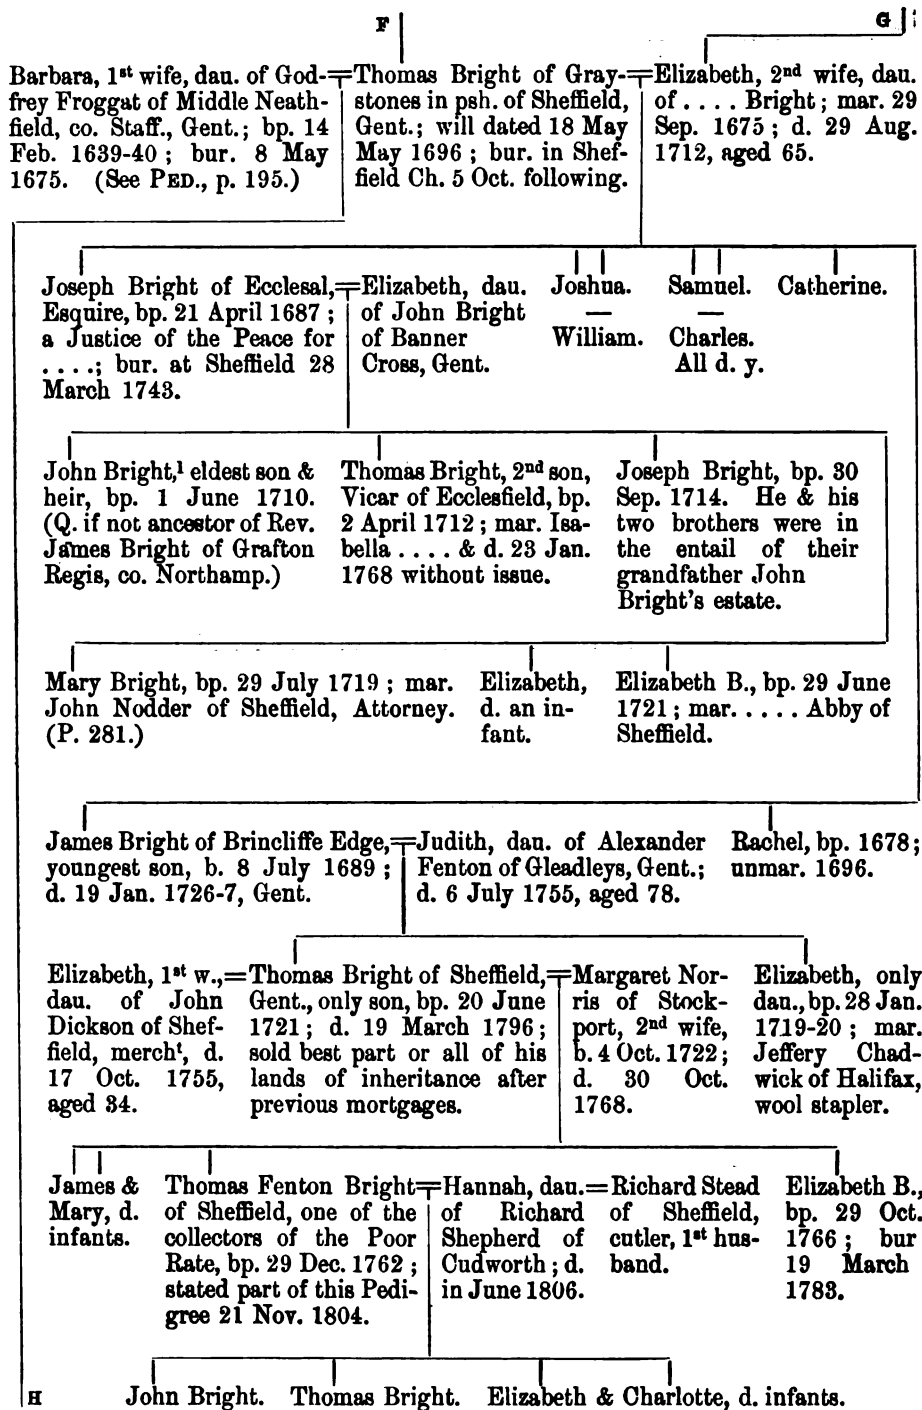 F
G
Barbara, 1st wife, dau. of God-
frey Froggat of Middle Neath-
field, co. Staff., Gent.; bp. 14
Feb. 1639-40; bur. 8 May
1675. (See PED., p. 195.)
Thomas Bright of Gray-
stones in psh. of Sheffield,
Gent.; will dated 18 May
May 1696; bur. in Shef-
field Ch. 5 Oct. following.
Elizabeth, 2nd wife, dau.
of .... Bright; mar. 29
Sep. 1675; d. 29 Aug.
1712, aged 65.
Joseph Bright of Ecclesal,
Esquire, bp. 21 April 1687;
a Justice of the Peace for
....; bur. at Sheffield 28
March 1743.
Elizabeth, dau.
of John Bright
of Banner
Cross, Gent.
Joshua.
—
William.
Samuel.
—
Charles.
All d. y.
Catherine.
John Bright,1 eldest son &
heir, bp. 1 June 1710.
(Q. if not ancestor of Rev.
James Bright of Grafton
Regis, co. Northamp.)
Thomas Bright, 2nd son,
Vicar of Ecclesfield, bp.
2 April 1712; mar. Isa-
bella .... & d. 23 Jan.
1768 without issue.
Joseph Bright, bp. 30
Sep. 1714. He & his
two brothers were in
the entail of their
grandfather John
Bright's estate.
Mary Bright, bp. 29 July 1719; mar.
John Nodder of Sheffield, Attorney.
(P. 281.)
Elizabeth,
d. an in-
fant.
Elizabeth B., bp. 29 June
1721; mar..... Abby of
Sheffield.
James Bright of Brincliffe Edge,
youngest son, b. 8 July 1689;
d. 19 Jan. 1726-7, Gent.
Judith, dau. of Alexander
Fenton of Gleadleys, Gent.;
d. 6 July 1755, aged 78.
Rachel, bp. 1678;
unmar. 1696.
Elizabeth, 1st w.,
dau. of John
Dickson of Shef-
field, mercht, d.
17 Oct. 1755,
aged 34.
Thomas Bright of Sheffield,
Gent., only son, bp. 20 June
1721; d. 19 March 1796;
sold best part or all of his
lands of inheritance after
previous mortgages.
Margaret Nor-
ris of Stock-
port, 2nd wife,
b. 4 Oct. 1722;
d. 30 Oct.
1768.
Elizabeth, only
dau., bp. 28 Jan.
1719-20; mar.
Jeffery Chad-
wick of Halifax,
wool stapler.
James &
Mary, d.
infants.
Thomas Fenton Bright
of Sheffield, one of the
collectors of the Poor
Rate, bp. 29 Dec. 1762;
stated part of this Pedi-
gree 21 Nov. 1804.
Hannah, dau.
of Richard
Shepherd of
Cudworth; d.
in June 1806.
Richard Stead
of Sheffield,
cutler, 1st hus-
band.
Elizabeth B.,
bp. 29 Oct.
1766; bur
19 March
1783.
H
John Bright. Thomas Bright. Elizabeth & Charlotte, d. infants.